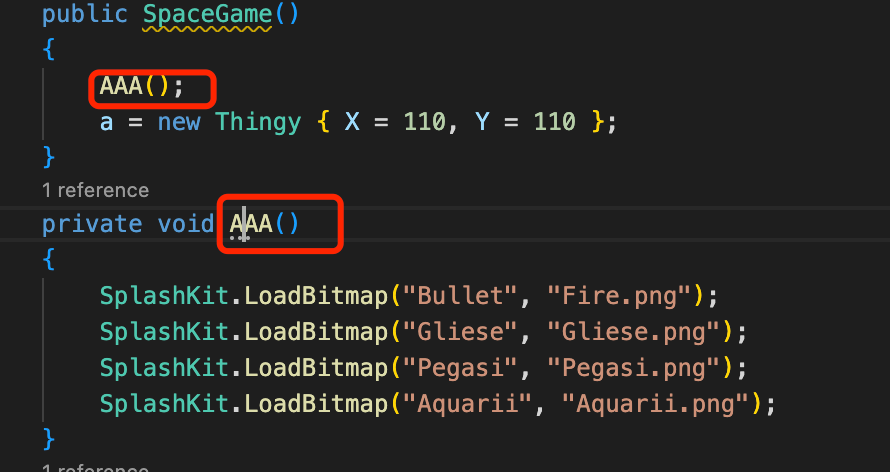 public SpaceGame()
{
AAA();
a = new Thingy { X = 110, Y = 110 };
}
1 reference
private void AAA()
{
SplashKit.LoadBitmap("Bullet", "Fire.png");
SplashKit.LoadBitmap("Gliese", "Gliese.png");
SplashKit.LoadBitmap("Pegasi", "Pegasi.png");
SplashKit.LoadBitmap("Aquarii", "Aquarii.png");
}
1 reference